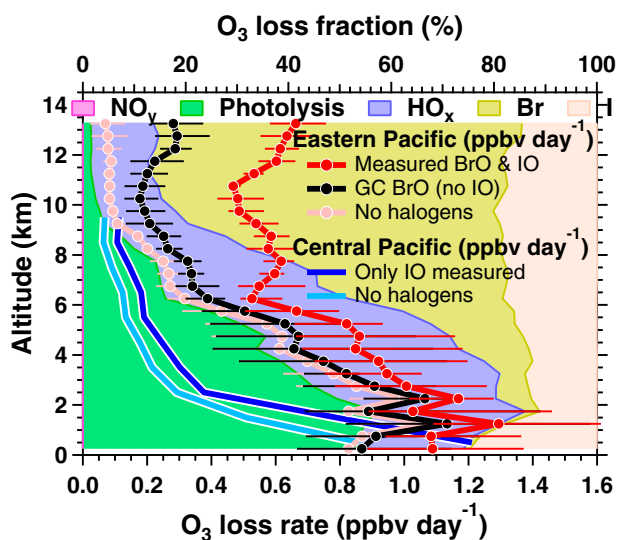 O3 loss fraction (%)
0 20 40 60 80 100
14 NOy Photolysis HOx Br I
Eastern Pacific (ppbv day-1)
Measured BrO & IO
GC BrO (no IO)
No halogens
Central Pacific (ppbv day-1)
Only IO measured
No halogens
12
10
8
6
4
2
0
Altitude (km)
0.0 0.2 0.4 0.6 0.8 1.0 1.2 1.4 1.6
O3 loss rate (ppbv day-1)